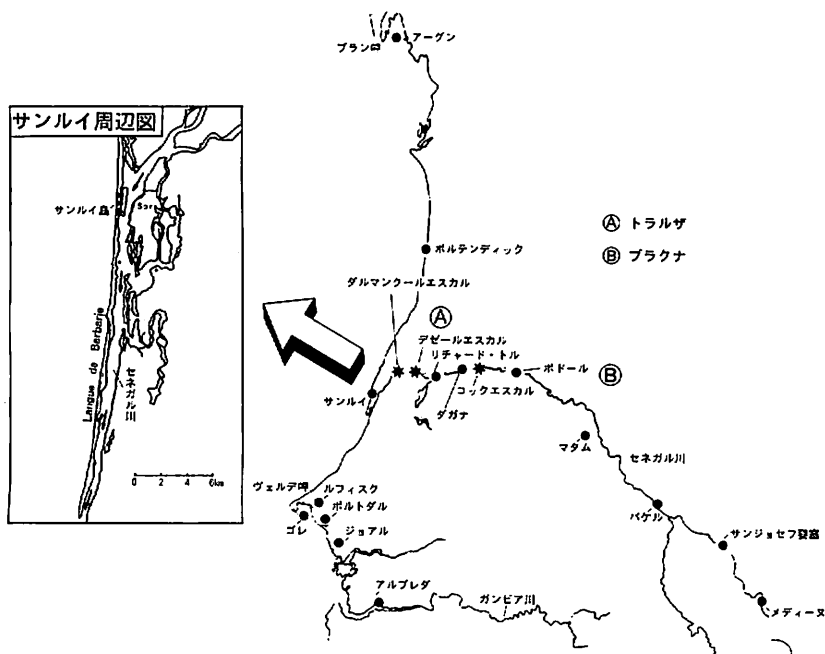 ブラン岬
アーグン
サンルイ周辺図
サンルイ島
Sor
Langue de Barbarie
セネガル川
0 2 4 6km
Ⓐ トラルザ
Ⓑ ブラクナ
ポルテンディック
ダルマンクールエスカル
Ⓐ
デゼールエスカル
リチャード・トル
ポドール
Ⓑ
サンルイ
コックエスカル
ダガナ
マタム
セネガル川
ヴェルデ岬
ルフィスク
ポルトダル
ゴレ
ジョアル
バケル
サンジョセフ要塞
アルブレダ
ガンビア川
メディーヌ